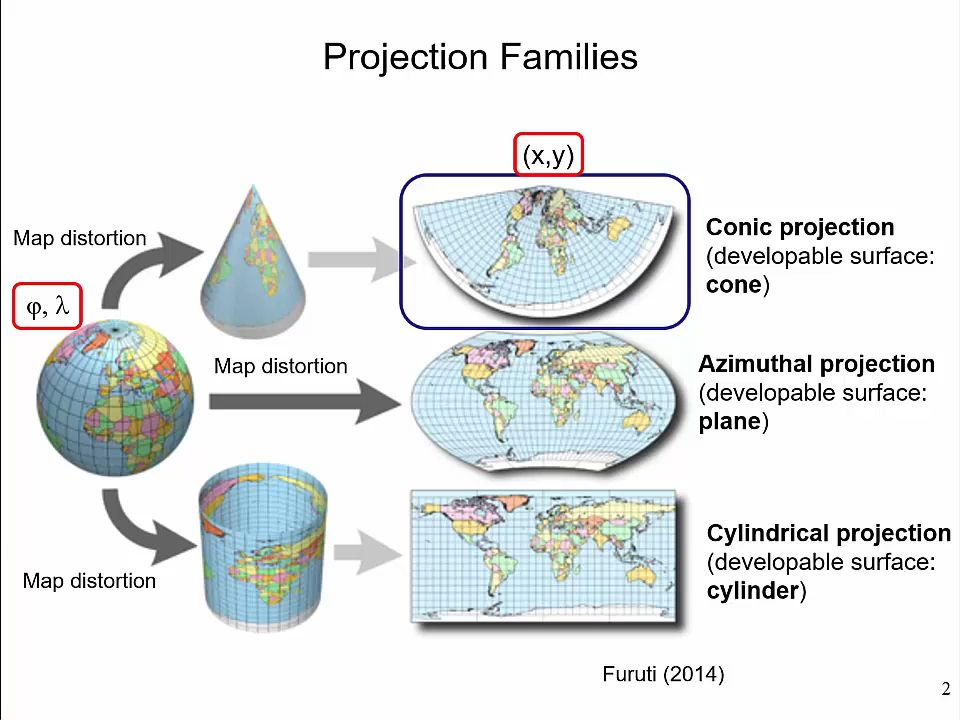 Projection Families
(x,y)
Map distortion
Conic projection
(developable surface:
cone)
φ, λ
Map distortion
Azimuthal projection
(developable surface:
plane)
Map distortion
Cylindrical projection
(developable surface:
cylinder)
Furuti (2014)
2